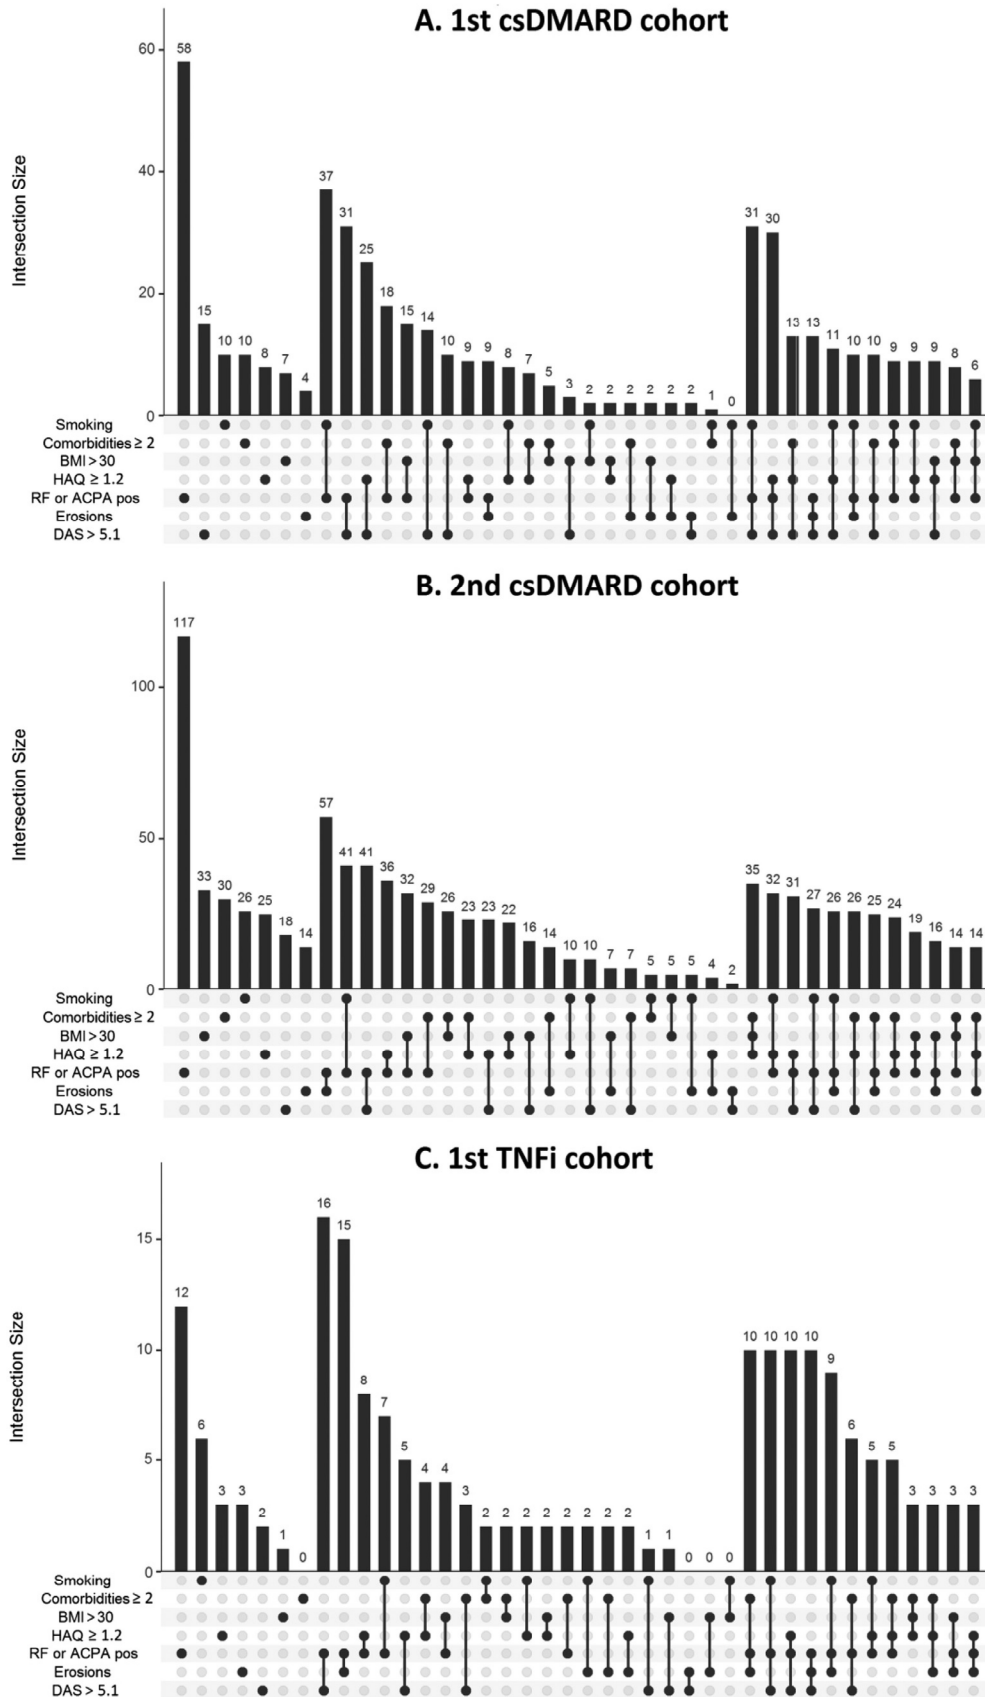 A. 1st csDMARD cohort
Intersection Size
60
40
20
0
58 15 10 10 8 7 4 37 31 25 18 15 14 10 9 9 8 7 5 3 2 2 2 2 2 2 1 0 31 30 13 13 11 10 10 9 9 9 8 6
Smoking
Comorbidities ≥ 2
BMI > 30
HAQ ≥ 1.2
RF or ACPA pos
Erosions
DAS > 5.1
B. 2nd csDMARD cohort
Intersection Size
100
50
0
117 33 30 26 25 18 14 57 41 41 36 32 29 26 23 23 22 16 14 10 10 7 7 5 5 5 4 2 35 32 31 27 26 26 25 24 19 16 14 14
Smoking
Comorbidities ≥ 2
BMI > 30
HAQ ≥ 1.2
RF or ACPA pos
Erosions
DAS > 5.1
C. 1st TNFi cohort
Intersection Size
15
10
5
0
12 6 3 3 2 1 0 16 15 8 7 5 4 4 3 2 2 2 2 2 2 2 2 1 1 0 0 0 10 10 10 10 9 6 5 5 3 3 3 3
Smoking
Comorbidities ≥ 2
BMI > 30
HAQ ≥ 1.2
RF or ACPA pos
Erosions
DAS > 5.1